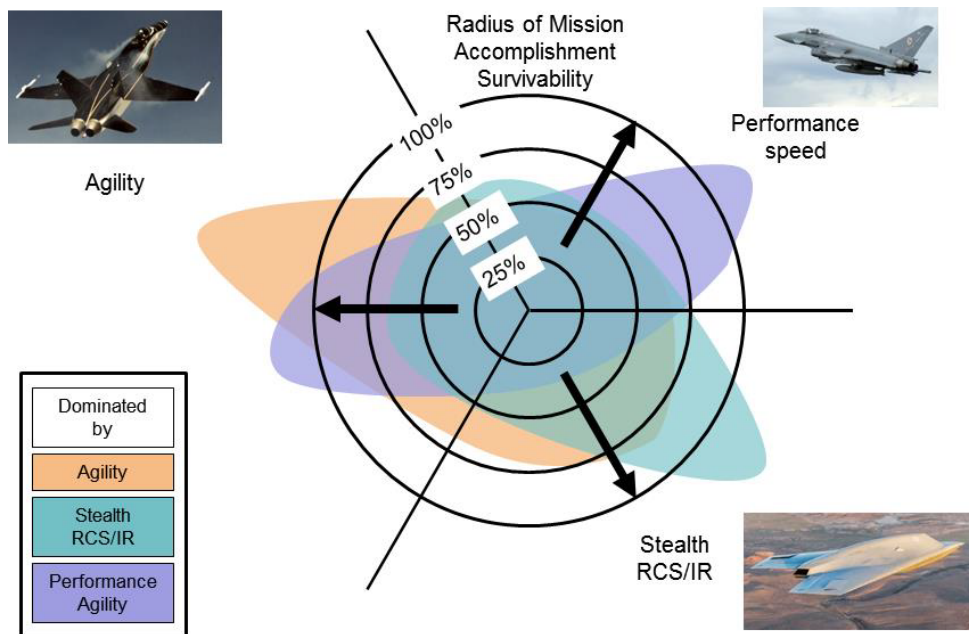 Radius of Mission
Accomplishment
Survivability
Performance
speed
Agility
100%
75%
50%
25%
Dominated
by
Agility
Stealth
RCS/IR
Performance
Agility
Stealth
RCS/IR